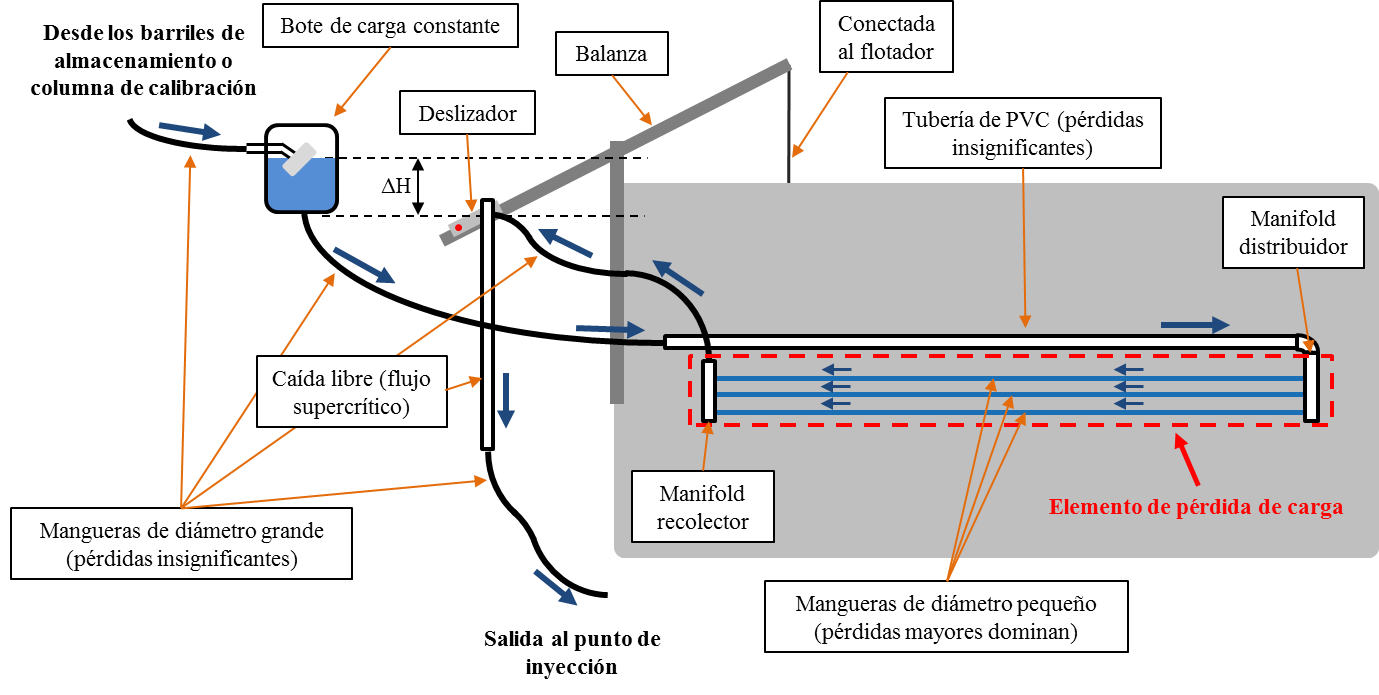 Desde los barriles de
almacenamiento o
columna de calibración
Bote de carga constante
Balanza
Conectada
al flotador
Deslizador
Tubería de PVC (pérdidas
insignificantes)
ΔH
Manifold
distribuidor
Caída libre (flujo
supercrítico)
Manifold
recolector
Elemento de pérdida de carga
Mangueras de diámetro grande
(pérdidas insignificantes)
Mangueras de diámetro pequeño
(pérdidas mayores dominan)
Salida al punto de
inyección